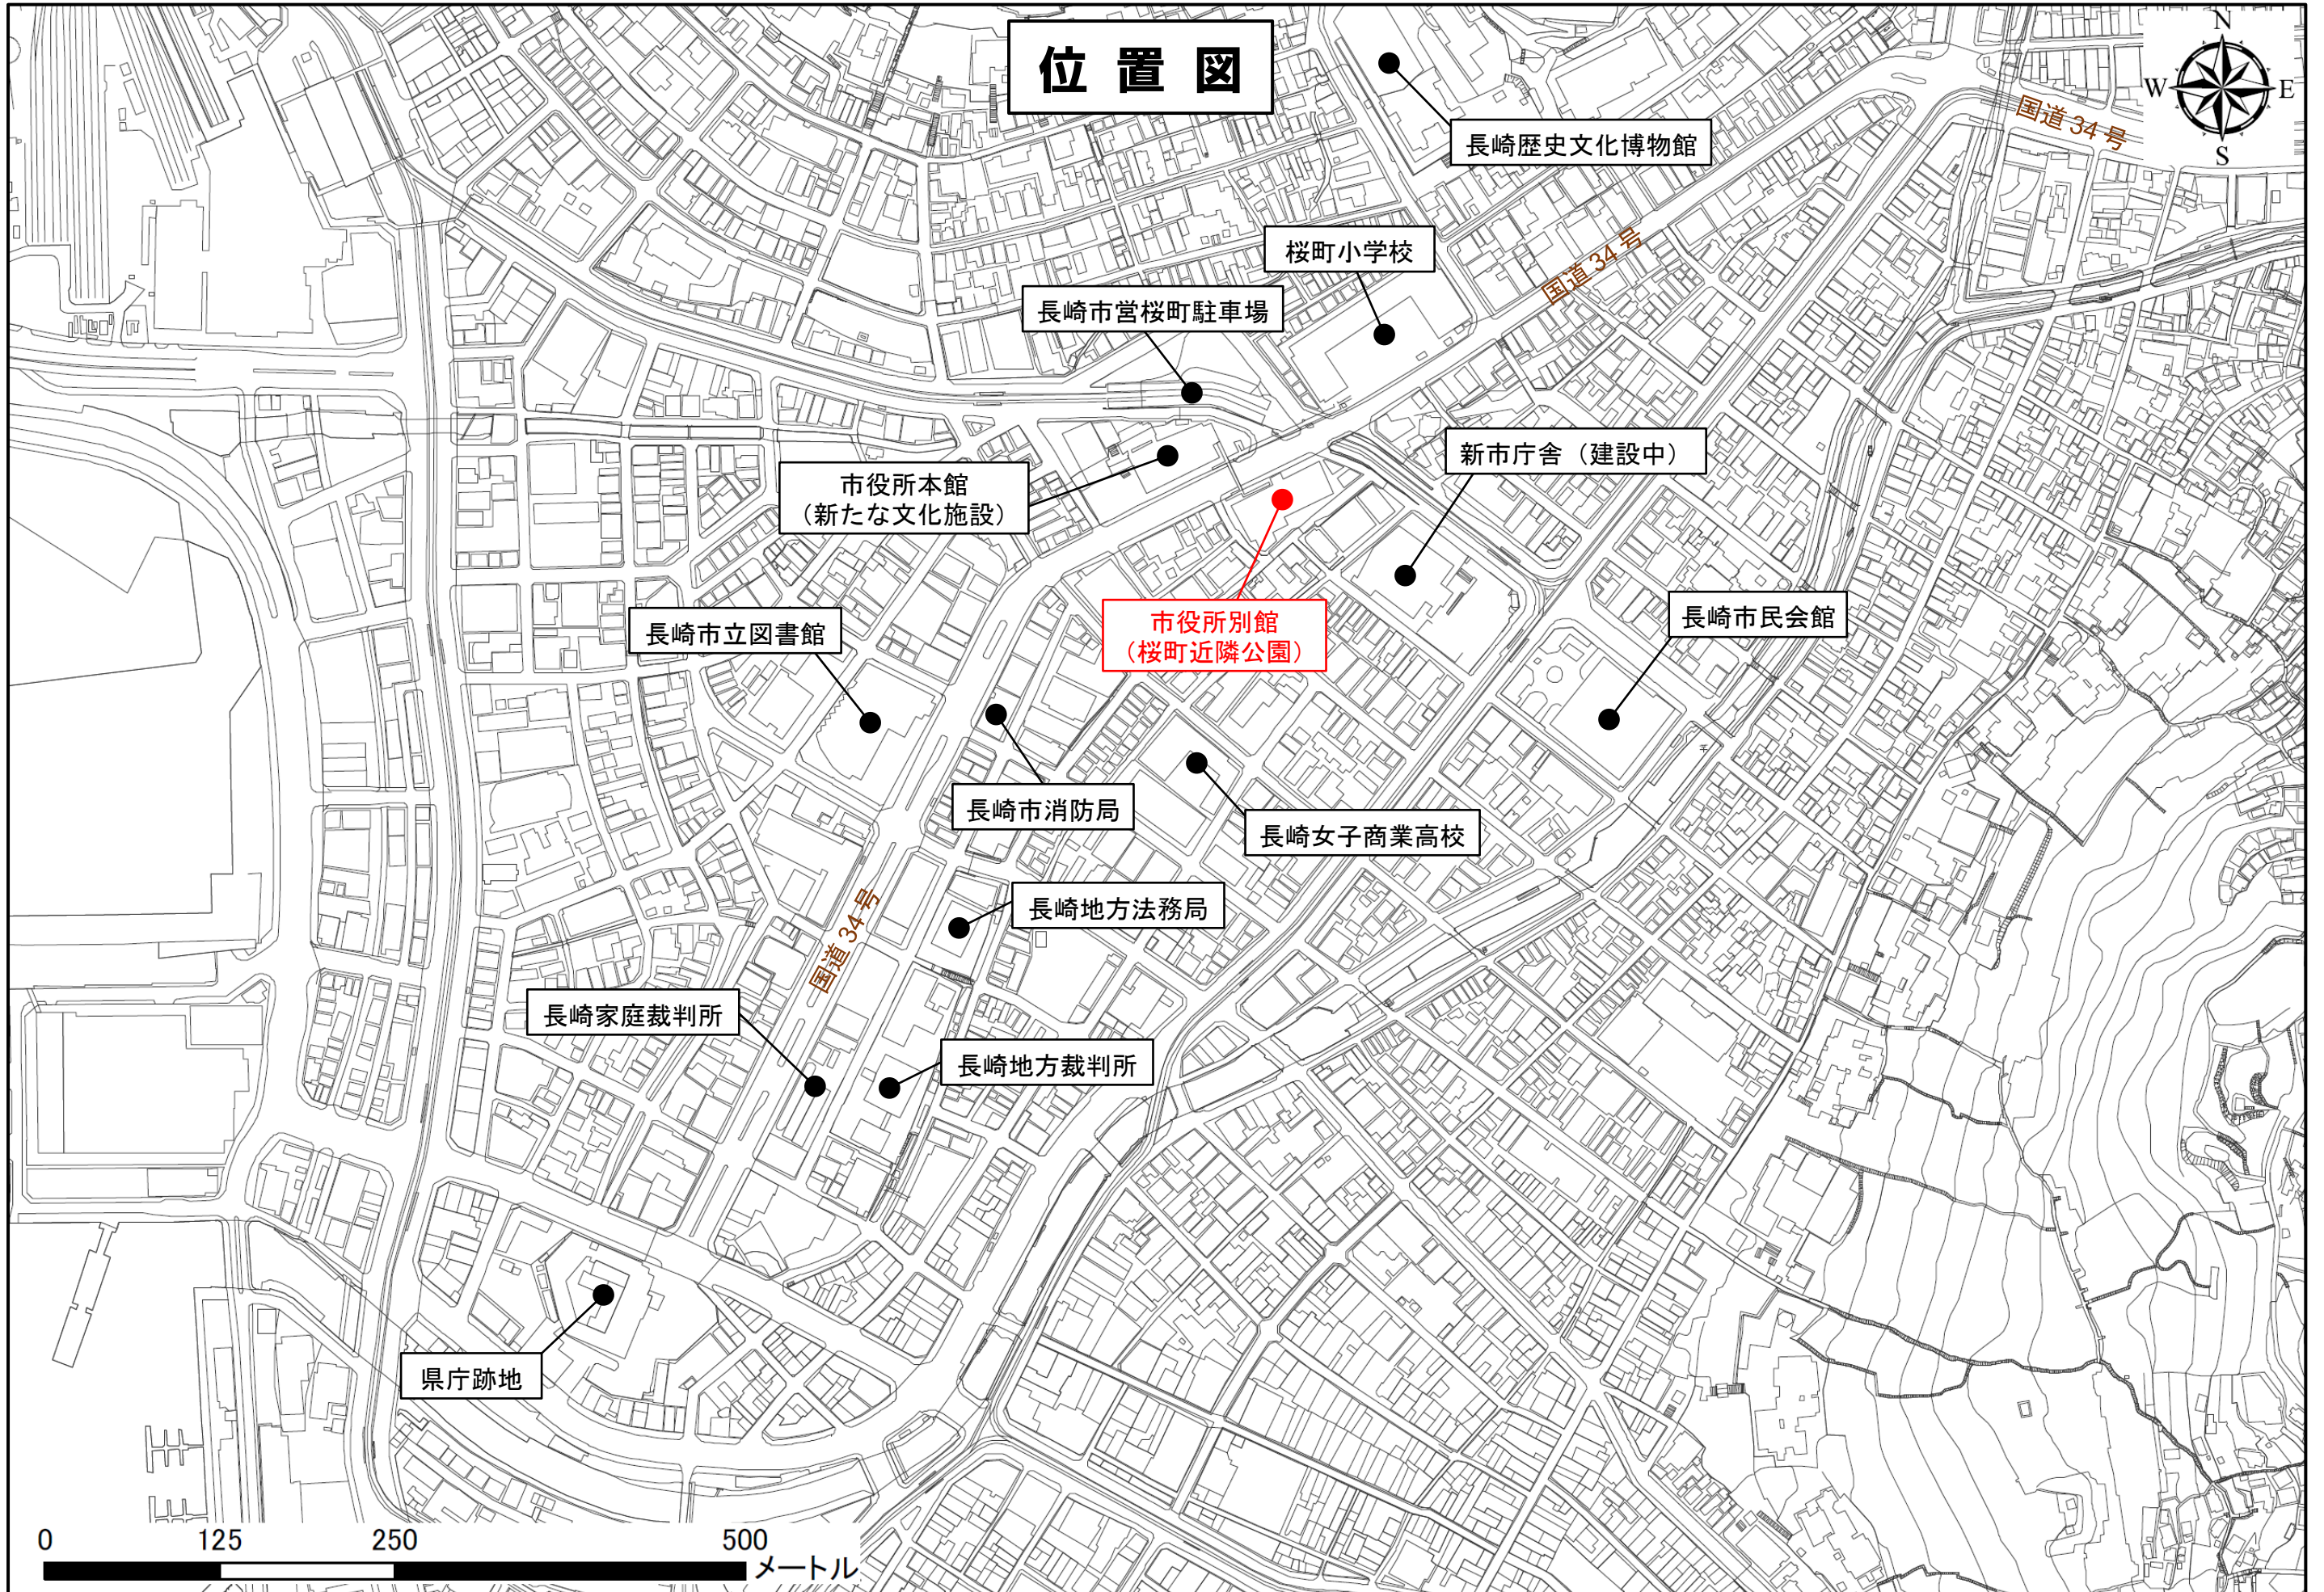 位置図
N
W
E
S
国道 34 号
長崎歴史文化博物館
桜町小学校
国道 34 号
長崎市営桜町駐車場
新市庁舎（建設中）
市役所本館
（新たな文化施設）
市役所別館
（桜町近隣公園）
長崎市民会館
長崎市立図書館
長崎市消防局
長崎女子商業高校
長崎地方法務局
国道 34 号
長崎家庭裁判所
長崎地方裁判所
県庁跡地
0 125 250 500
メートル